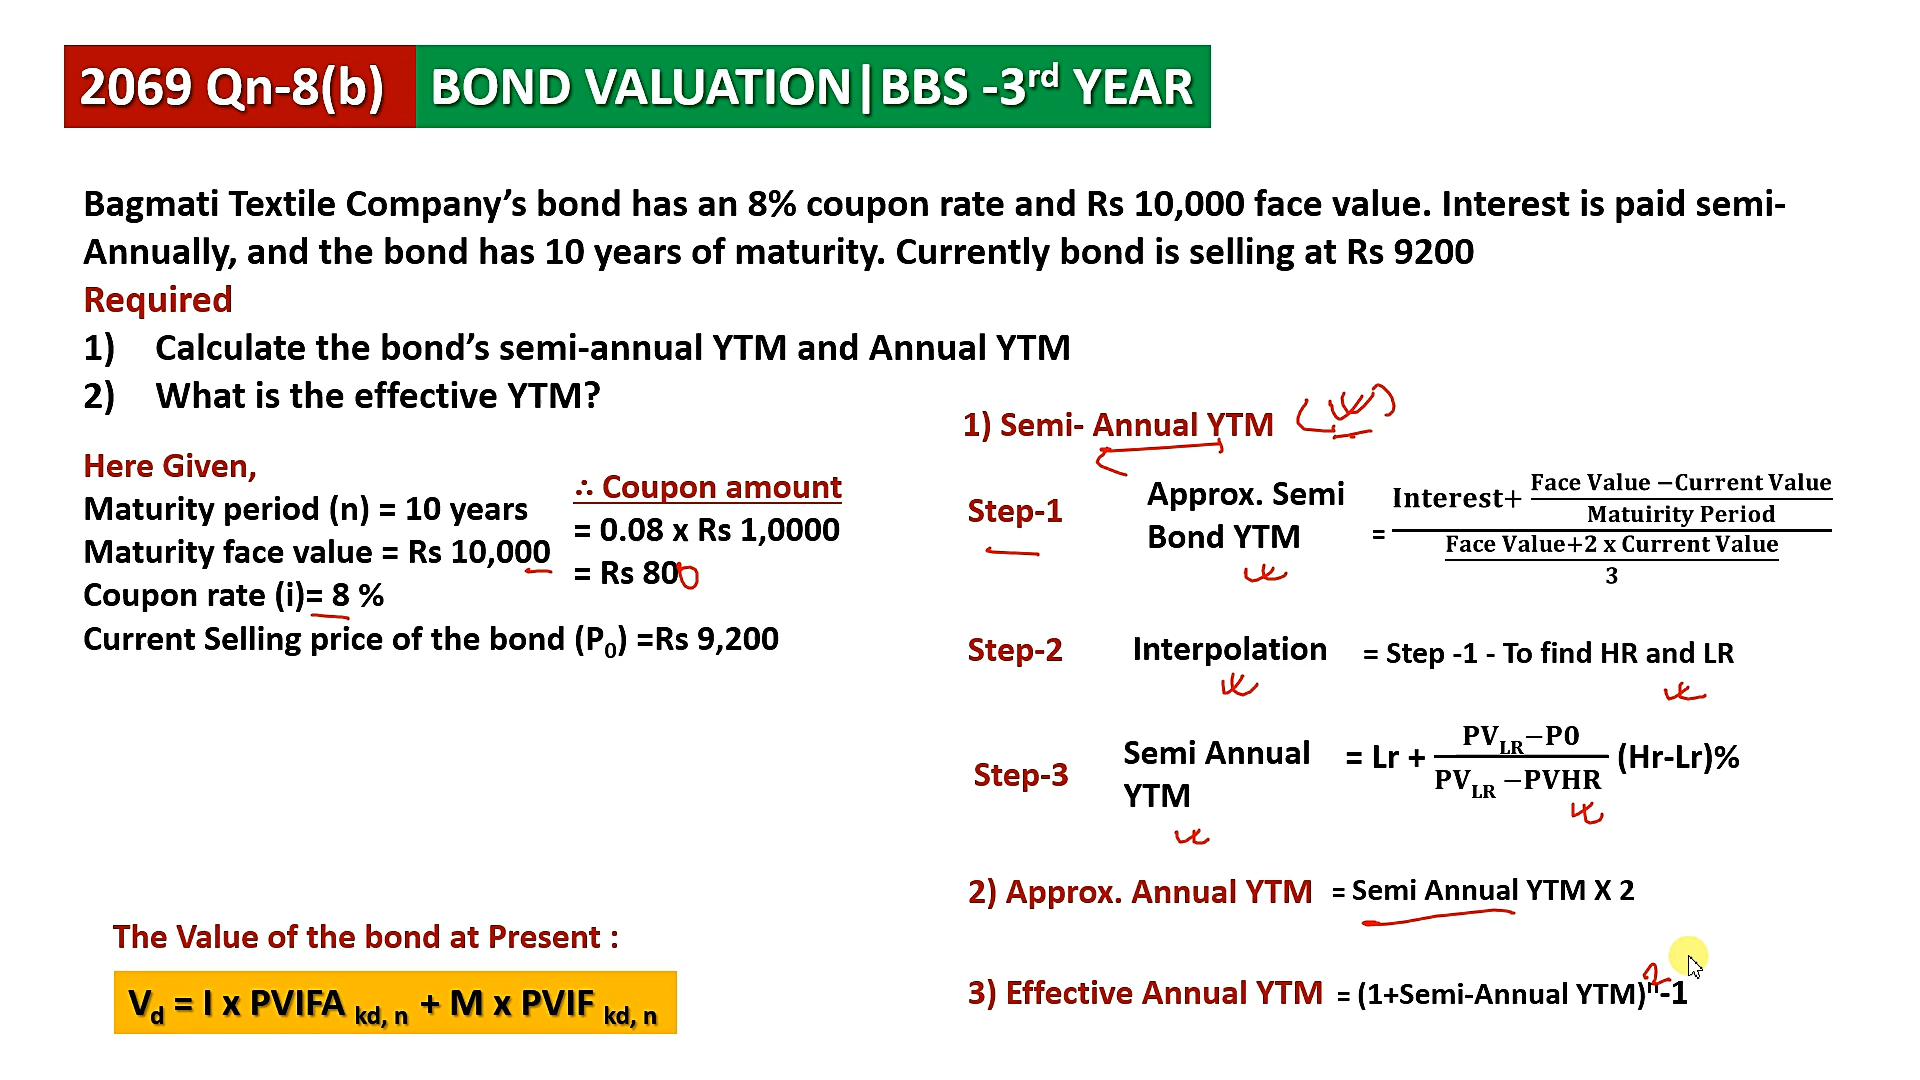 2069 Qn-8(b) BOND VALUATION|BBS -3rd YEAR
Bagmati Textile Company’s bond has an 8% coupon rate and Rs 10,000 face value. Interest is paid semi-
Annually, and the bond has 10 years of maturity. Currently bond is selling at Rs 9200
Required
1) Calculate the bond’s semi-annual YTM and Annual YTM
2) What is the effective YTM?
Here Given,
Maturity period (n) = 10 years
Maturity face value = Rs 10,000
Coupon rate (i)= 8 %
Current Selling price of the bond (P0) =Rs 9,200
∴ Coupon amount
= 0.08 x Rs 1,0000
= Rs 800
The Value of the bond at Present :
Vd = I x PVIFA kd, n + M x PVIF kd, n
1) Semi- Annual YTM
Step-1
Approx. Semi
Bond YTM
=
Interest+
Face Value −Current Value
Matuirity Period
Face Value+2 x Current Value
3
Step-2 Interpolation = Step -1 - To find HR and LR
Step-3
Semi Annual
YTM
= Lr +
PVLR−P0
PVLR −PVHR
(Hr-Lr)%
2) Approx. Annual YTM = Semi Annual YTM X 2
3) Effective Annual YTM = (1+Semi-Annual YTM)n-1
2